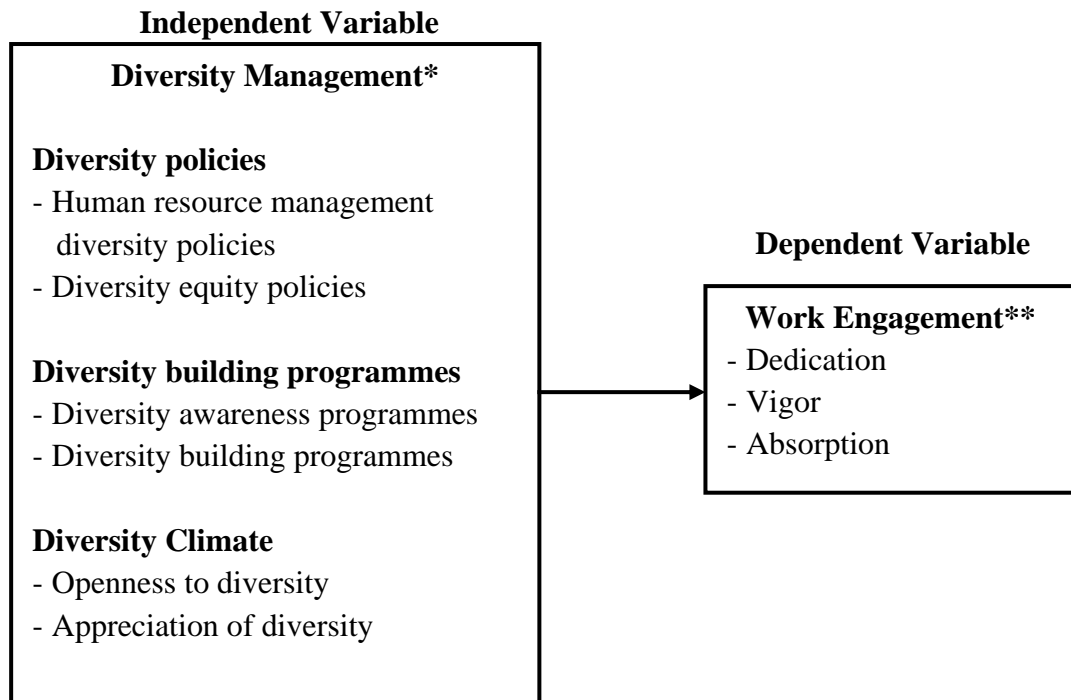 Independent Variable
Diversity Management*
Diversity policies
- Human resource management
diversity policies
- Diversity equity policies
Diversity building programmes
- Diversity awareness programmes
- Diversity building programmes
Diversity Climate
- Openness to diversity
- Appreciation of diversity
Dependent Variable
Work Engagement**
- Dedication
- Vigor
- Absorption